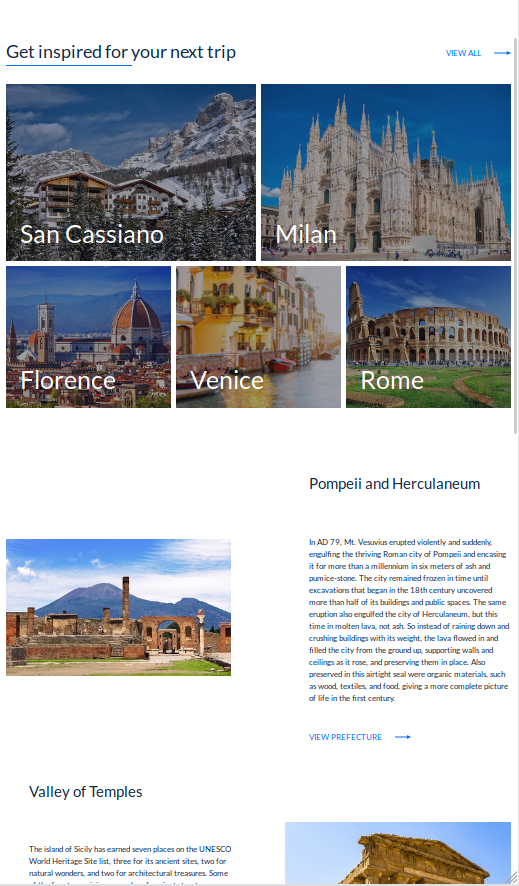 Get inspired for your next trip
VIEW ALL
San Cassiano
Milan
Florence
Venice
Rome
Pompeii and Herculaneum
In AD 79, Mt. Vesuvius erupted violently and suddenly,
engulfing the thriving Roman city of Pompeii and encasing
it for more than a millennium in six meters of ash and
pumice-stone. The city remained frozen in time until
excavations that began in the 18th century uncovered
more than half of its buildings and public spaces. The same
eruption also engulfed the city of Herculaneum, but this
time in molten lava, not ash. So instead of raining down and
crushing buildings with its weight, the lava flowed in and
filled the city from the ground up, supporting walls and
ceilings as it rose, and preserving them in place. Also
preserved in this airtight seal were organic materials, such
as wood, textiles, and food, giving a more complete picture
of life in the first century.
VIEW PREFECTURE
Valley of Temples
The island of Sicily has earned seven places on the UNESCO
World Heritage Site list, three for its ancient sites, two for
natural wonders, and two for architectural treasures. Some